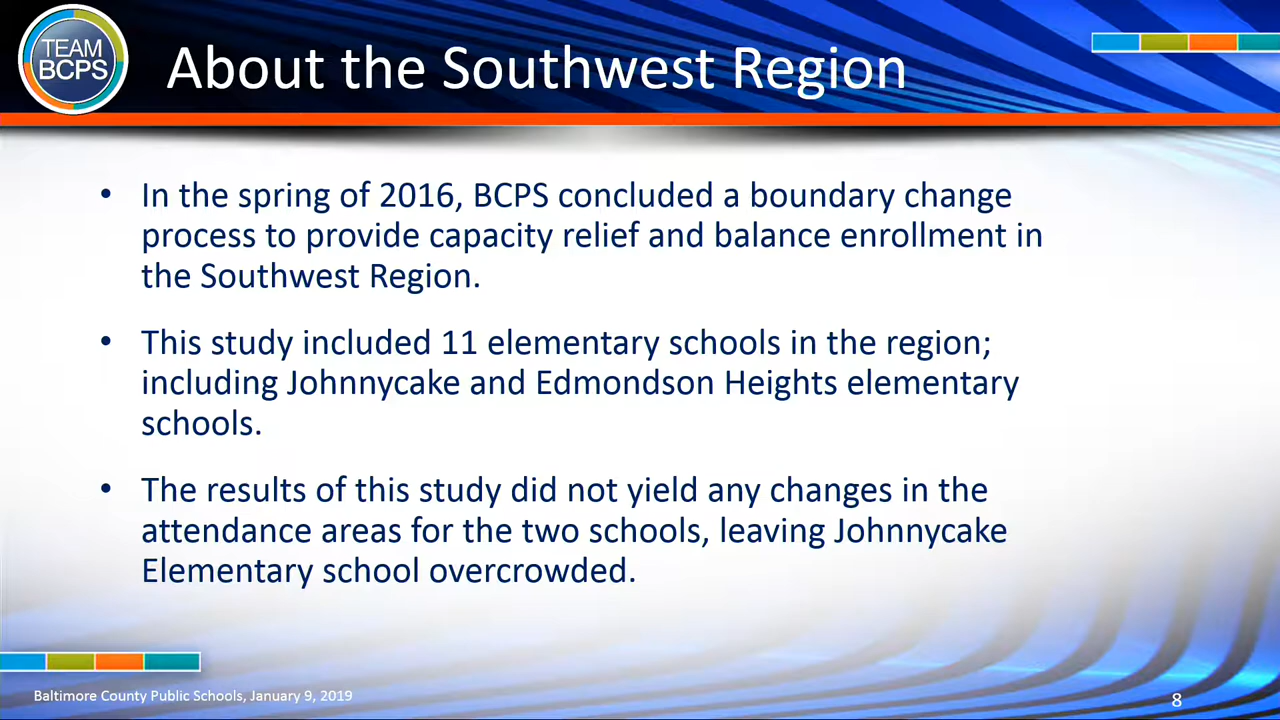 TEAM
BCPS
About the Southwest Region
• In the spring of 2016, BCPS concluded a boundary change
process to provide capacity relief and balance enrollment in
the Southwest Region.
• This study included 11 elementary schools in the region;
including Johnnycake and Edmondson Heights elementary
schools.
• The results of this study did not yield any changes in the
attendance areas for the two schools, leaving Johnnycake
Elementary school overcrowded.
Baltimore County Public Schools, January 9, 2019
8